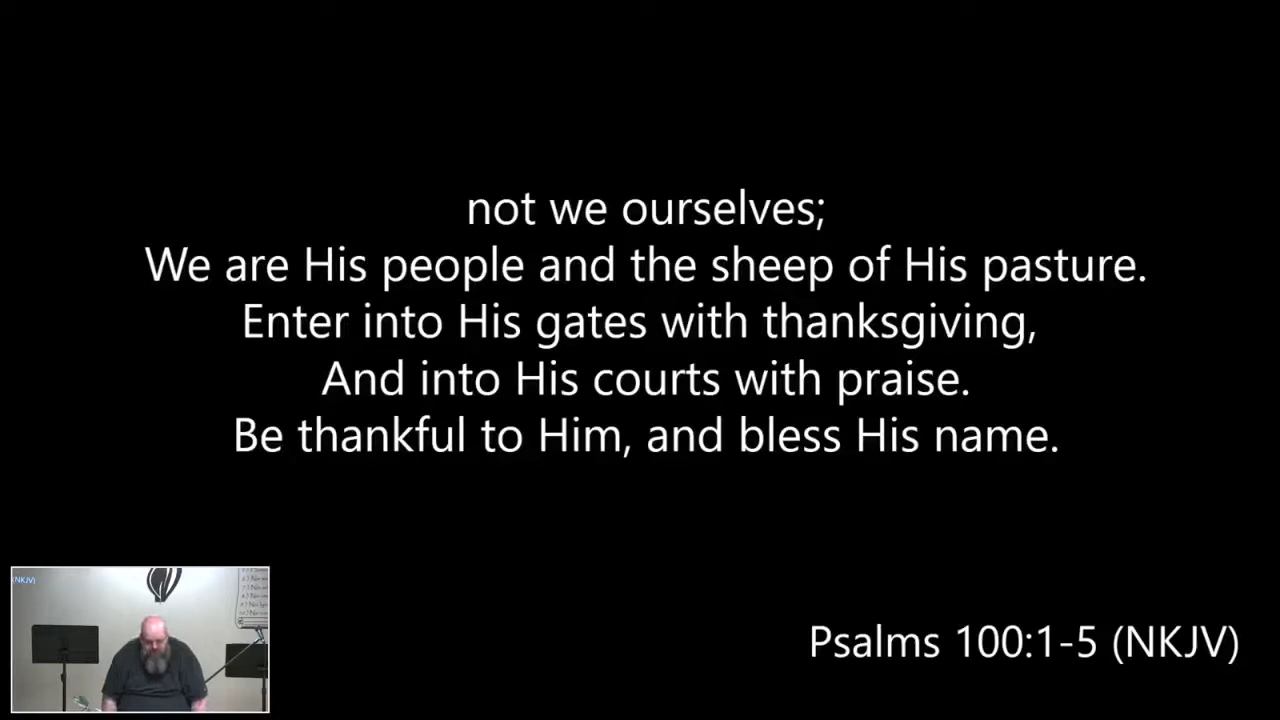 not we ourselves;
We are His people and the sheep of His pasture.
Enter into His gates with thanksgiving,
And into His courts with praise.
Be thankful to Him, and bless His name.
(NKJV)
Psalms 100:1-5 (NKJV)